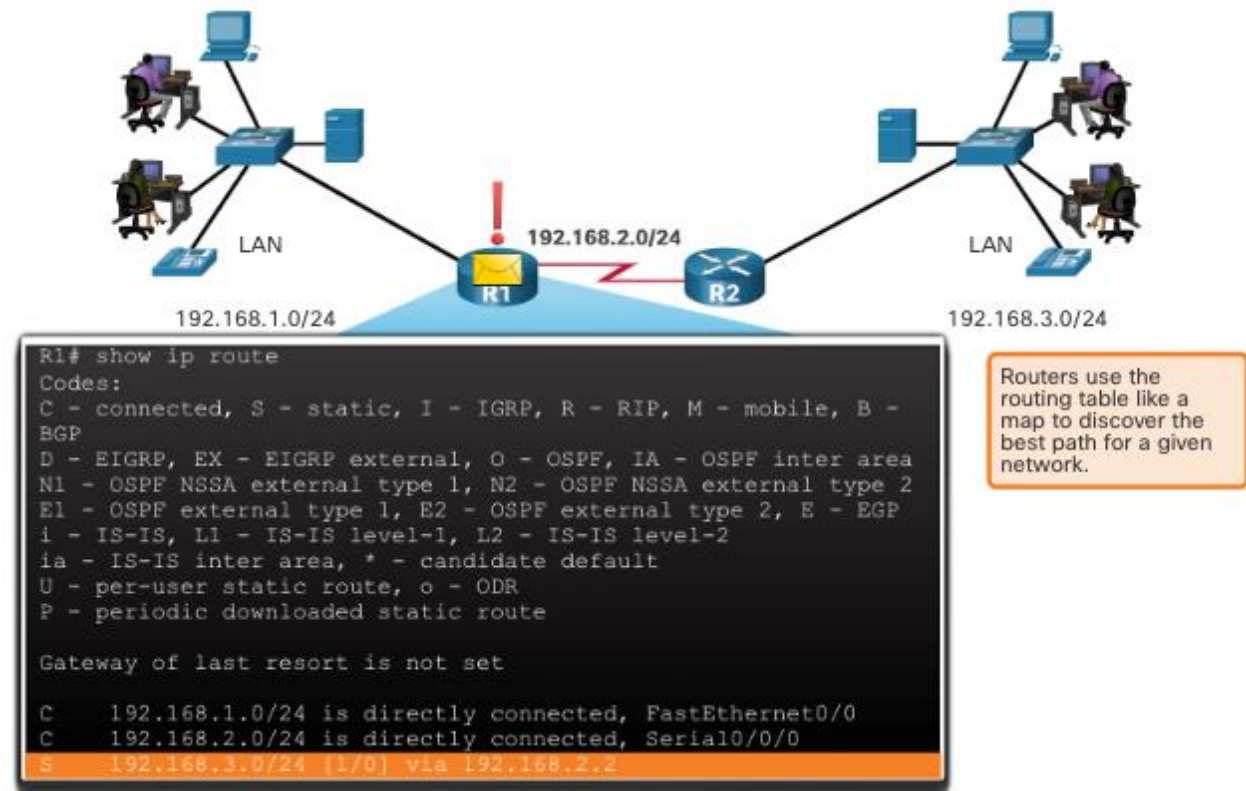 LAN
192.168.2.0/24
LAN
R1
R2
192.168.1.0/24
192.168.3.0/24
R1# show ip route
Codes:
C - connected, S - static, I - IGRP, R - RIP, M - mobile, B -
BGP
D - EIGRP, EX - EIGRP external, O - OSPF, IA - OSPF inter area
N1 - OSPF NSSA external type 1, N2 - OSPF NSSA external type 2
E1 - OSPF external type 1, E2 - OSPF external type 2, E - EGP
i - IS-IS, L1 - IS-IS level-1, L2 - IS-IS level-2
ia - IS-IS inter area, * - candidate default
U - per-user static route, o - ODR
P - periodic downloaded static route
Gateway of last resort is not set
C 192.168.1.0/24 is directly connected, FastEthernet0/0
C 192.168.2.0/24 is directly connected, Serial0/0/0
S 192.168.3.0/24 [1/0] via 192.168.2.2
Routers use the
routing table like a
map to discover the
best path for a given
network.